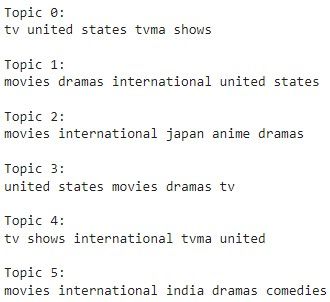 Topic 0:
tv united states tvma shows
Topic 1:
movies dramas international united states
Topic 2:
movies international japan anime dramas
Topic 3:
united states movies dramas tv
Topic 4:
tv shows international tvma united
Topic 5:
movies international india dramas comedies